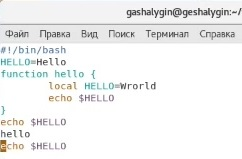 gashalygin@geshalygin:~/
Файл Правка Вид Поиск Терминал Справка
#!/bin/bash
HELLO=Hello
function hello {
local HELLO=Wrorld
echo $HELLO
}
echo $HELLO
hello
echo $HELLO